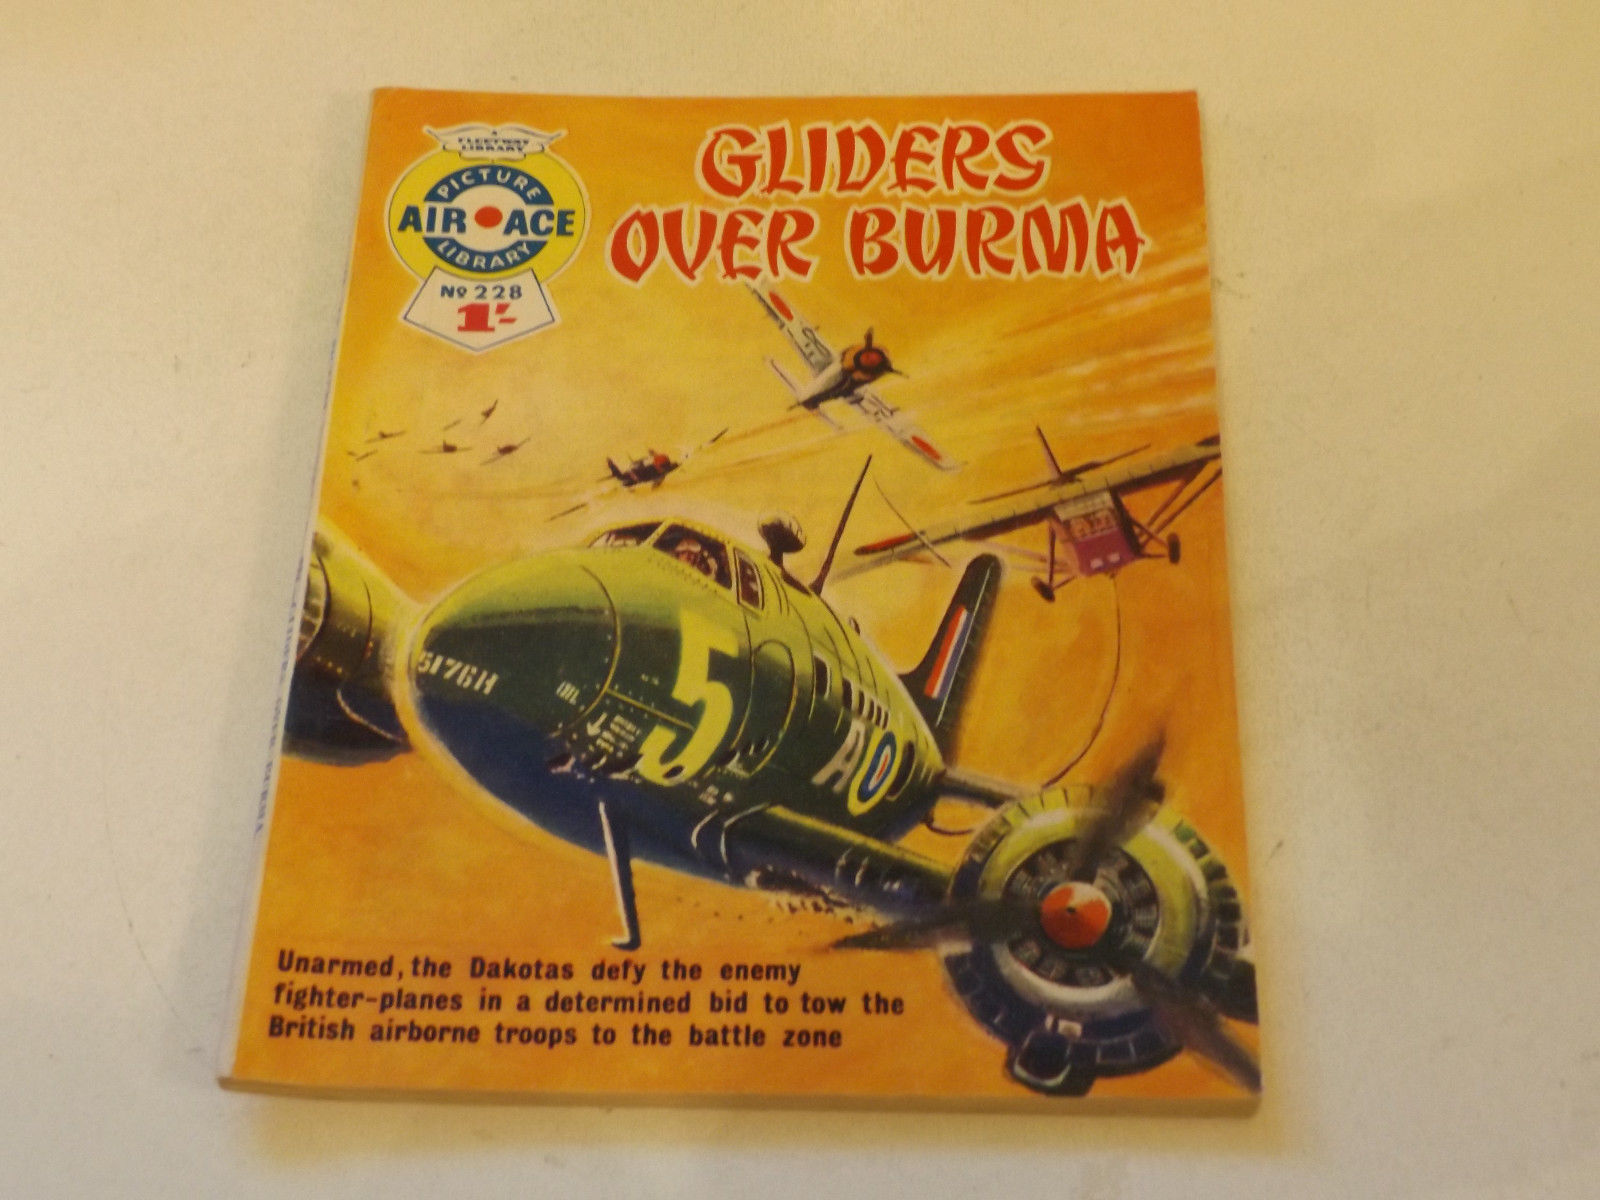 A
FLEETWAY
LIBRARY
PICTURE
AIR ACE
LIBRARY
No 228
1'-
GLIDERS
OVER BURMA
5176H
5
A
Unarmed, the Dakotas defy the enemy
fighter-planes in a determined bid to tow the
British airborne troops to the battle zone